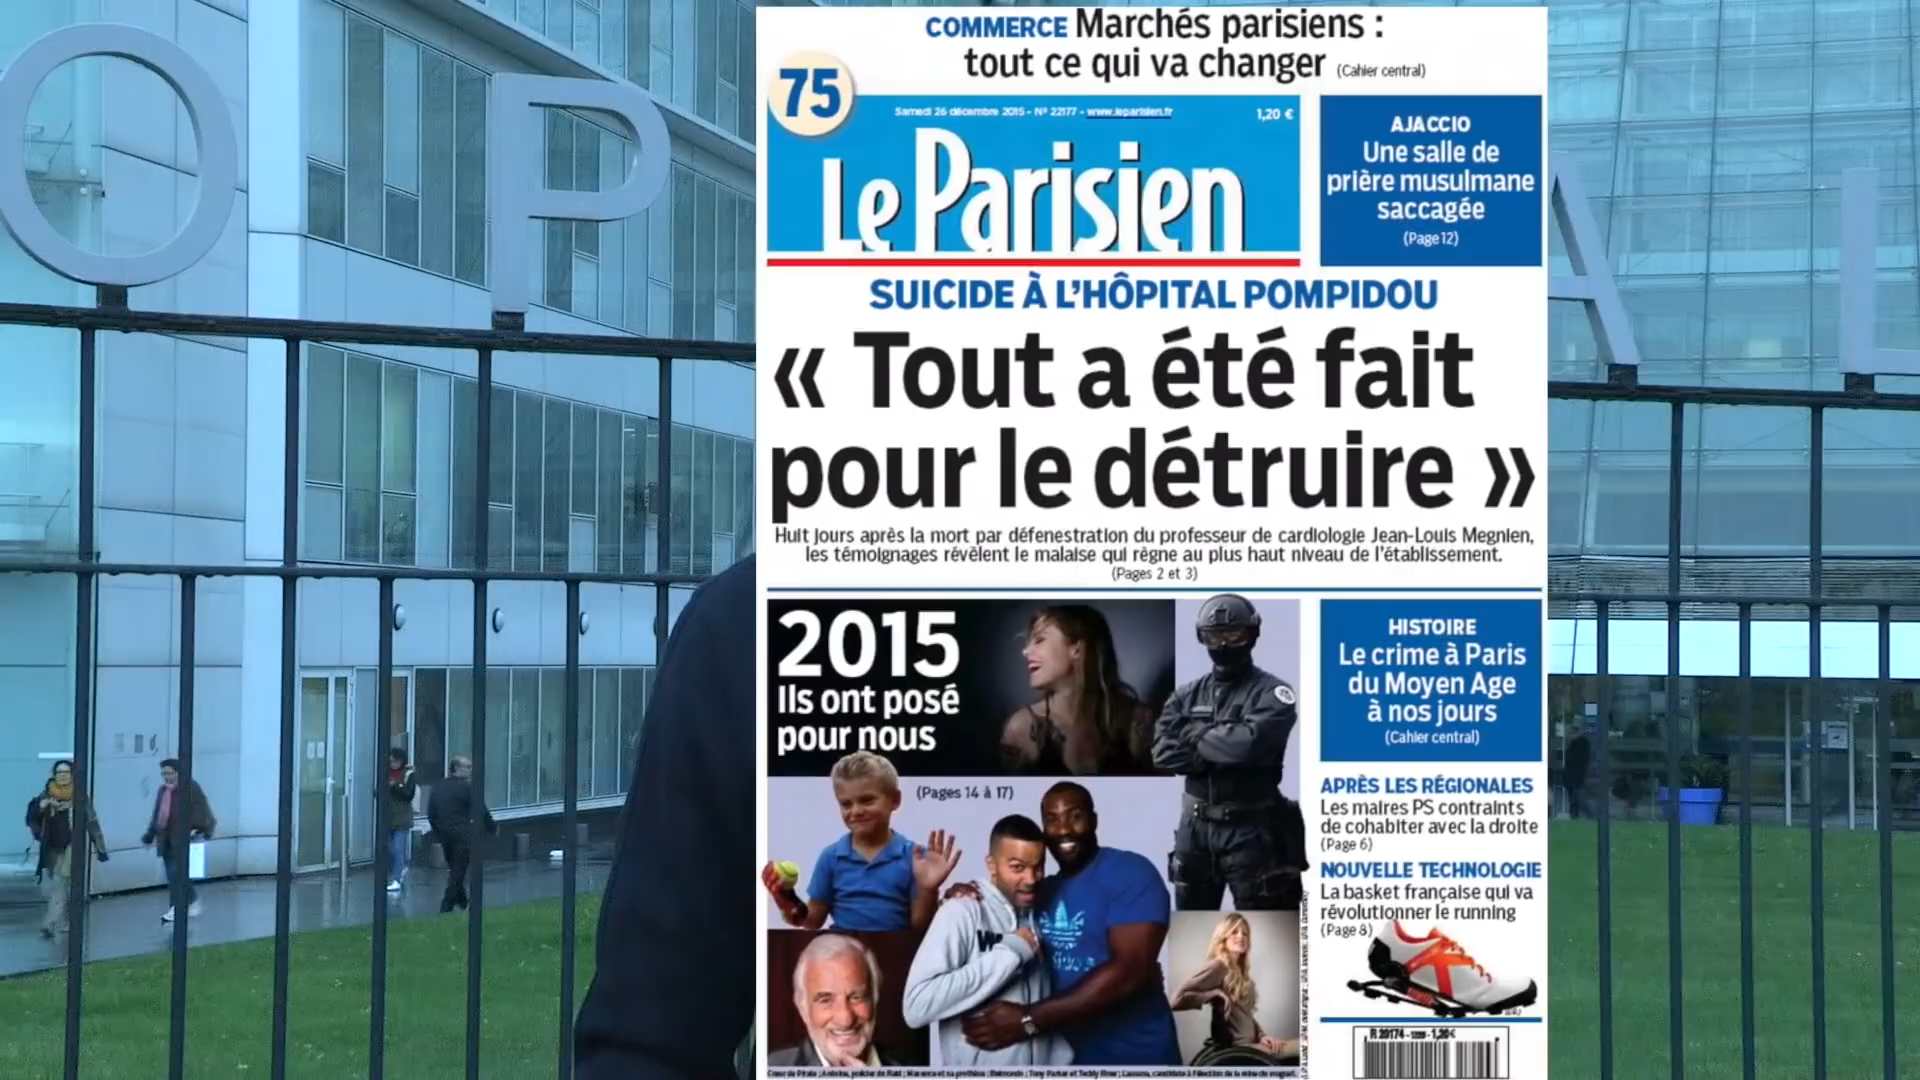 O P A L
COMMERCE Marchés parisiens :
tout ce qui va changer (Cahier central)
75
Samedi 26 décembre 2015 - N° 22177 - www.leparisien.fr
1,20 €
Le Parisien
AJACCIO
Une salle de
prière musulmane
saccagée
(Page 12)
SUICIDE À L'HÔPITAL POMPIDOU
« Tout a été fait
pour le détruire »
Huit jours après la mort par défenestration du professeur de cardiologie Jean-Louis Megnien,
les témoignages révèlent le malaise qui règne au plus haut niveau de l'établissement.
(Pages 2 et 3)
2015
Ils ont posé
pour nous
(Pages 14 à 17)
HISTOIRE
Le crime à Paris
du Moyen Age
à nos jours
(Cahier central)
APRÈS LES RÉGIONALES
Les maires PS contraints
de cohabiter avec la droite
(Page 6)
NOUVELLE TECHNOLOGIE
La basket française qui va
révolutionner le running
(Page 8)